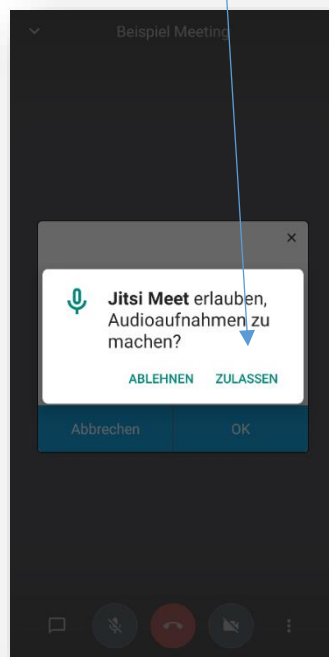 Beispiel Meeting
Jitsi Meet erlauben,
Audioaufnahmen zu
machen?
ABLEHNEN ZULASSEN
Abbrechen OK